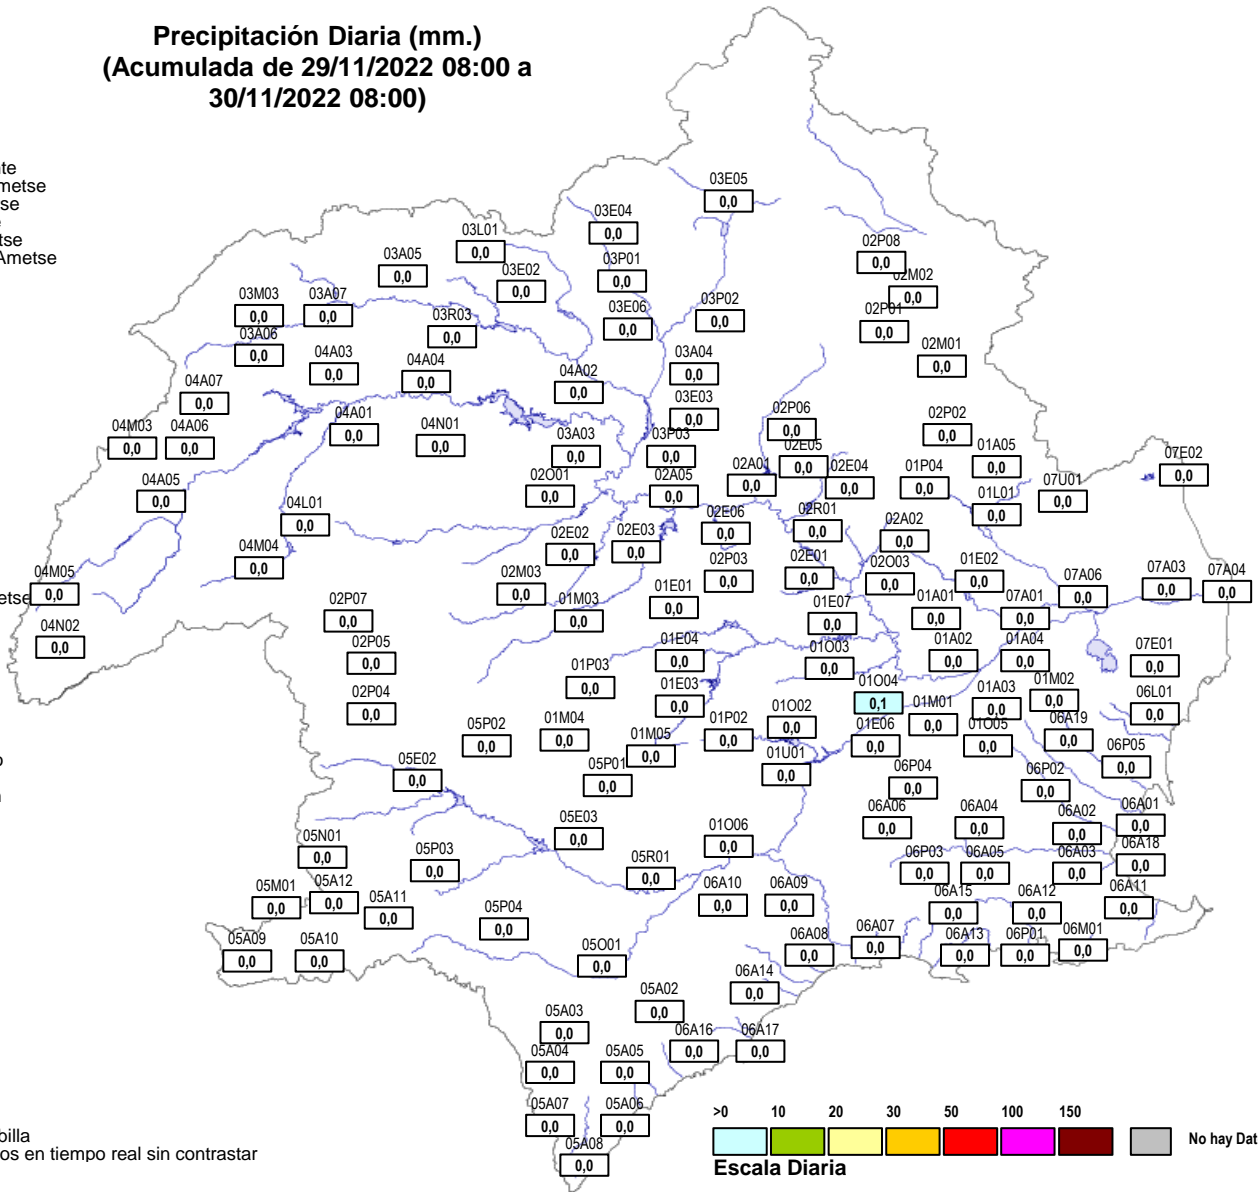 Precipitación Diaria (mm.)
(Acumulada de 29/11/2022 08:00 a
30/11/2022 08:00)
03E05
0,0
03E04
0,0
03L01
0,0
03A05
0,0
03P01
0,0
03E02
0,0
02P08
0,0
02M02
0,0
03M03
0,0
03A07
0,0
03R03
0,0
03E06
0,0
03P02
0,0
02P01
0,0
03A06
0,0
04A03
0,0
04A04
0,0
04A02
0,0
03A04
0,0
02M01
0,0
04A07
0,0
03E03
0,0
04M03
0,0
04A06
0,0
04A01
0,0
04N01
0,0
03A03
0,0
03P03
0,0
02P06
0,0
02E05
0,0
02P02
0,0
01A05
0,0
07E02
0,0
04A05
0,0
02O01
0,0
02A05
0,0
02A01
0,0
02E04
0,0
01P04
0,0
01L01
0,0
07U01
0,0
04L01
0,0
02E06
0,0
02R01
0,0
02A02
0,0
04M04
0,0
02E02
0,0
02E03
0,0
04M05
0,0
02M03
0,0
02P03
0,0
02E01
0,0
02O03
0,0
01E02
0,0
07A06
0,0
07A03
0,0
07A04
0,0
02P07
0,0
01M03
0,0
01E01
0,0
01E07
0,0
01A01
0,0
07A01
0,0
04N02
0,0
02P05
0,0
01E04
0,0
01O03
0,0
01A02
0,0
01A04
0,0
07E01
0,0
02P04
0,0
01P03
0,0
01E03
0,0
01O04
0,1
01M01
0,0
01A03
0,0
01M02
0,0
06L01
0,0
05P02
0,0
01M04
0,0
01M05
0,0
01P02
0,0
01O02
0,0
01E06
0,0
01O05
0,0
06A19
0,0
06P05
0,0
05E02
0,0
05P01
0,0
01U01
0,0
06P04
0,0
06P02
0,0
05E03
0,0
01O06
0,0
06A06
0,0
06A04
0,0
06A02
0,0
06A01
0,0
05N01
0,0
05P03
0,0
05R01
0,0
06P03
0,0
06A05
0,0
06A03
0,0
06A18
0,0
05M01
0,0
05A12
0,0
05A11
0,0
05P04
0,0
06A10
0,0
06A09
0,0
06A15
0,0
06A12
0,0
06A11
0,0
05A09
0,0
05A10
0,0
05O01
0,0
06A08
0,0
06A07
0,0
06A13
0,0
06P01
0,0
06M01
0,0
05A02
0,0
06A14
0,0
05A03
0,0
06A16
0,0
06A17
0,0
05A04
0,0
05A05
0,0
05A07
0,0
05A06
0,0
05A08
0,0
>0 10 20 30 50 100 150
No hay Dat
Escala Diaria